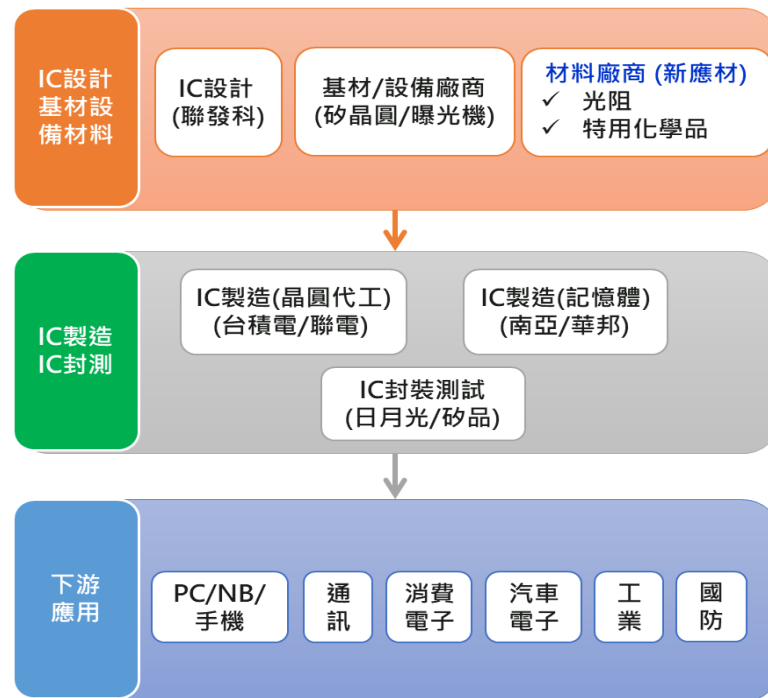 IC設計
基材設
備材料
IC設計
(聯發科)
基材/設備廠商
(矽晶圓/曝光機)
材料廠商 (新應材)
✓ 光阻
✓ 特用化學品
IC製造
IC封測
IC製造(晶圓代工)
(台積電/聯電)
IC製造(記憶體)
(南亞/華邦)
IC封裝測試
(日月光/矽品)
下游
應用
PC/NB/
手機
通
訊
消費
電子
汽車
電子
工
業
國
防